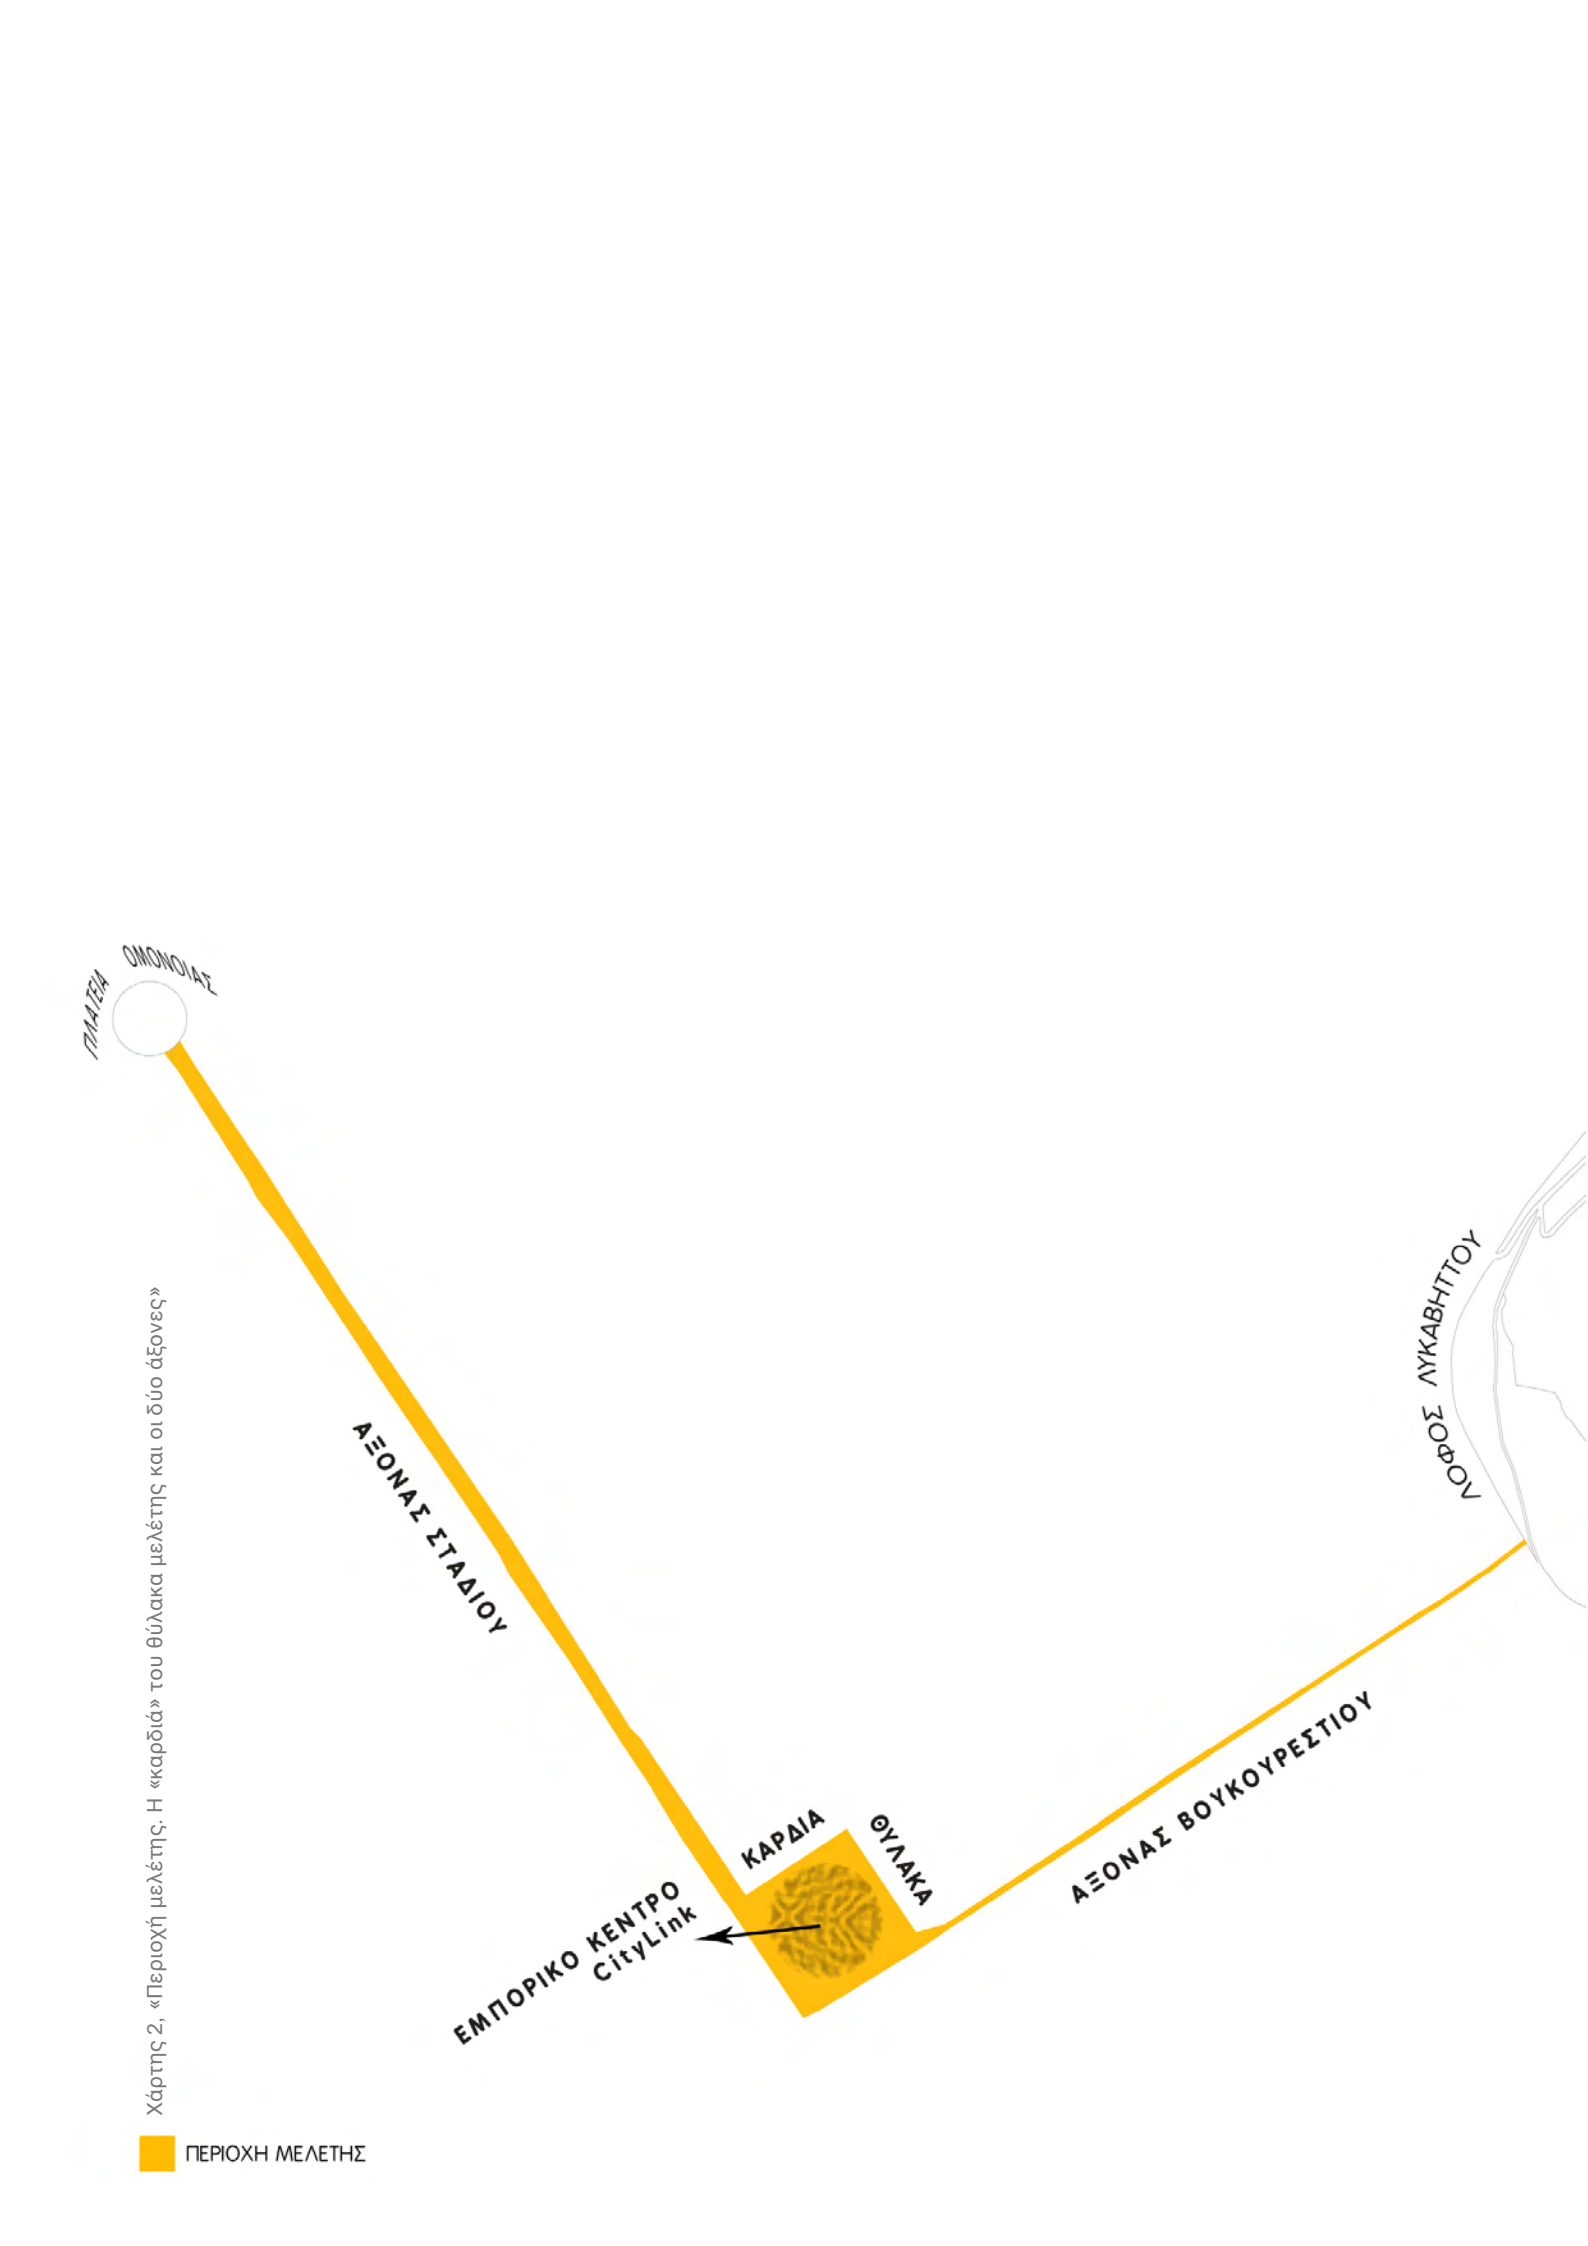 ΠΛΑΤΕΙΑ ΟΜΟΝΟΙΑΣ
ΛΟΦΟΣ ΛΥΚΑΒΗΤΤΟΥ
ΑΞΟΝΑΣ ΣΤΑΔΙΟΥ
ΑΞΟΝΑΣ ΒΟΥΚΟΥΡΕΣΤΙΟΥ
ΚΑΡΔΙΑ
ΘΥΛΑΚΑ
ΕΜΠΟΡΙΚΟ ΚΕΝΤΡΟ
CityLink
Χάρτης 2, «Περιοχή μελέτης. Η «καρδιά» του θύλακα μελέτης και οι δύο άξονες»
ΠΕΡΙΟΧΗ ΜΕΛΕΤΗΣ